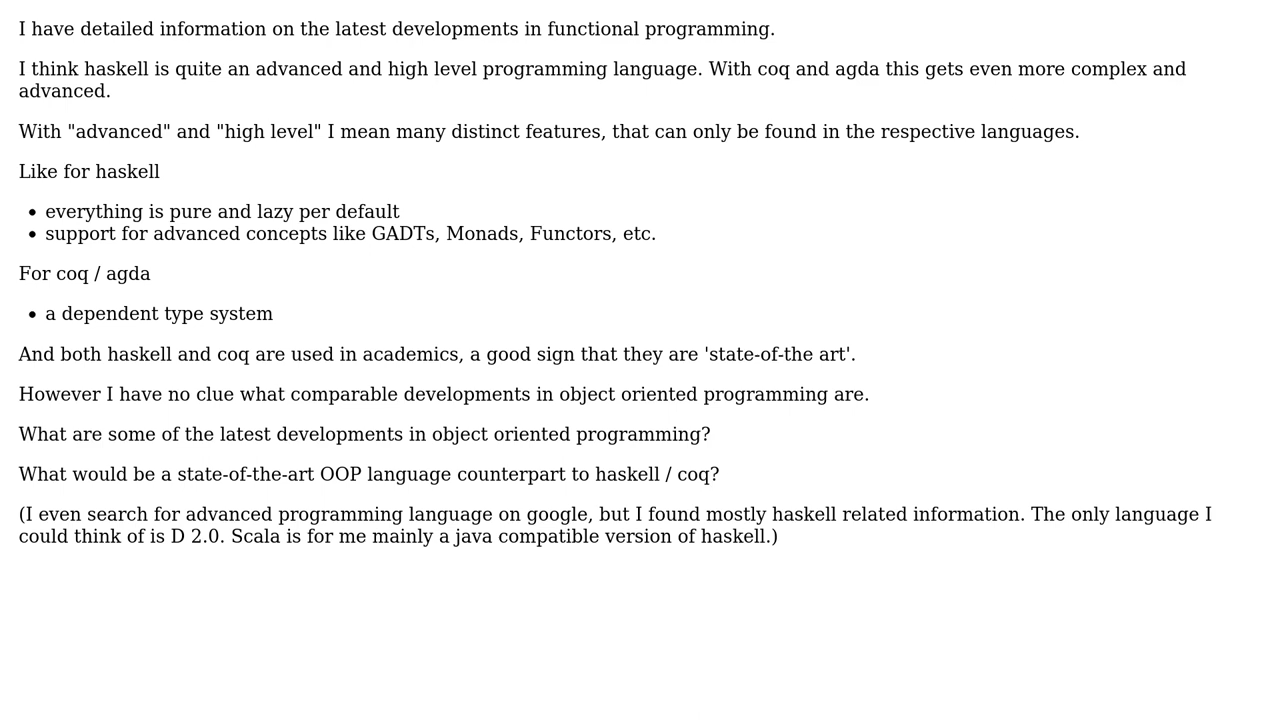 I have detailed information on the latest developments in functional programming.
I think haskell is quite an advanced and high level programming language. With coq and agda this gets even more complex and
advanced.
With "advanced" and "high level" I mean many distinct features, that can only be found in the respective languages.
Like for haskell
• everything is pure and lazy per default
• support for advanced concepts like GADTs, Monads, Functors, etc.
For coq / agda
• a dependent type system
And both haskell and coq are used in academics, a good sign that they are 'state-of-the art'.
However I have no clue what comparable developments in object oriented programming are.
What are some of the latest developments in object oriented programming?
What would be a state-of-the-art OOP language counterpart to haskell / coq?
(I even search for advanced programming language on google, but I found mostly haskell related information. The only language I
could think of is D 2.0. Scala is for me mainly a java compatible version of haskell.)